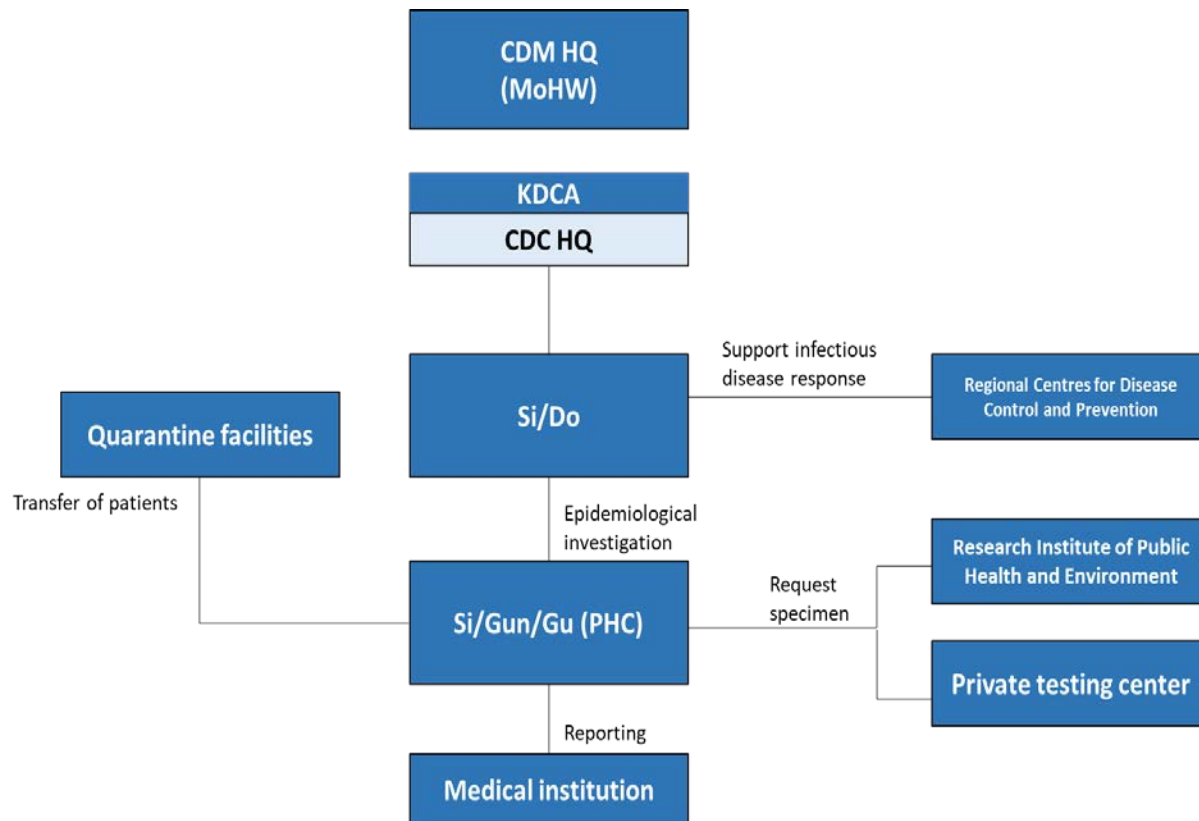 CDM HQ
(MoHW)
KDCA
CDC HQ
Support infectious
disease response
Regional Centres for Disease
Control and Prevention
Si/Do
Quarantine facilities
Transfer of patients
Epidemiological
investigation
Research Institute of Public
Health and Environment
Request
specimen
Si/Gun/Gu (PHC)
Private testing center
Reporting
Medical institution